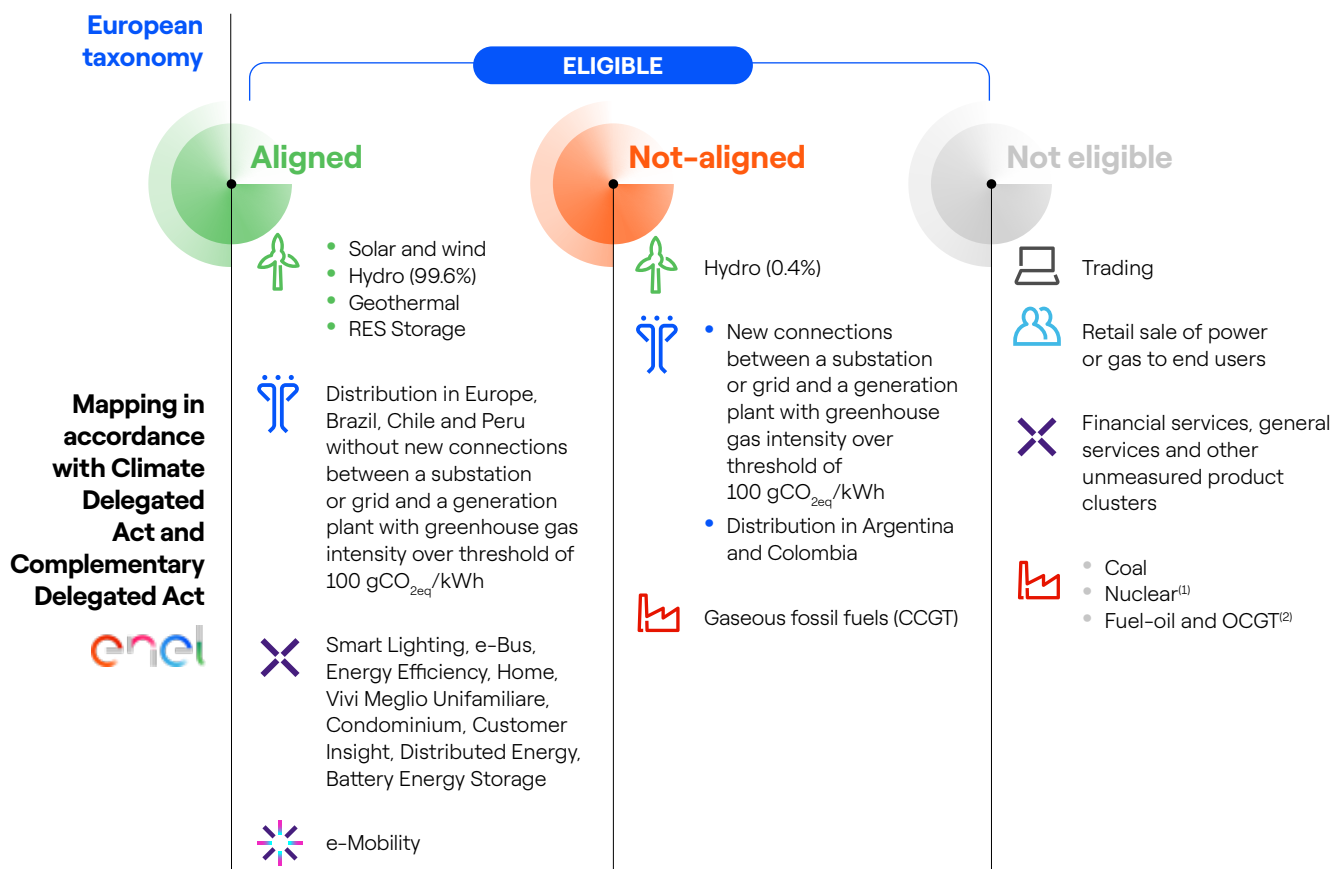 European
taxonomy
ELIGIBLE
Aligned
Not-aligned
Not eligible
Mapping in
accordance
with Climate
Delegated
Act and
Complementary
Delegated Act
enel
• Solar and wind
• Hydro (99.6%)
• Geothermal
• RES Storage
Distribution in Europe,
Brazil, Chile and Peru
without new connections
between a substation
or grid and a generation
plant with greenhouse gas
intensity over threshold of
100 gCO2eq/kWh
Smart Lighting, e-Bus,
Energy Efficiency, Home,
Vivi Meglio Unifamiliare,
Condominium, Customer
Insight, Distributed Energy,
Battery Energy Storage
e-Mobility
Hydro (0.4%)
• New connections
between a substation
or grid and a generation
plant with greenhouse
gas intensity over
threshold of
100 gCO2eq/kWh
• Distribution in Argentina
and Colombia
Gaseous fossil fuels (CCGT)
Trading
Retail sale of power
or gas to end users
Financial services, general
services and other
unmeasured product
clusters
• Coal
• Nuclear(1)
• Fuel-oil and OCGT(2)